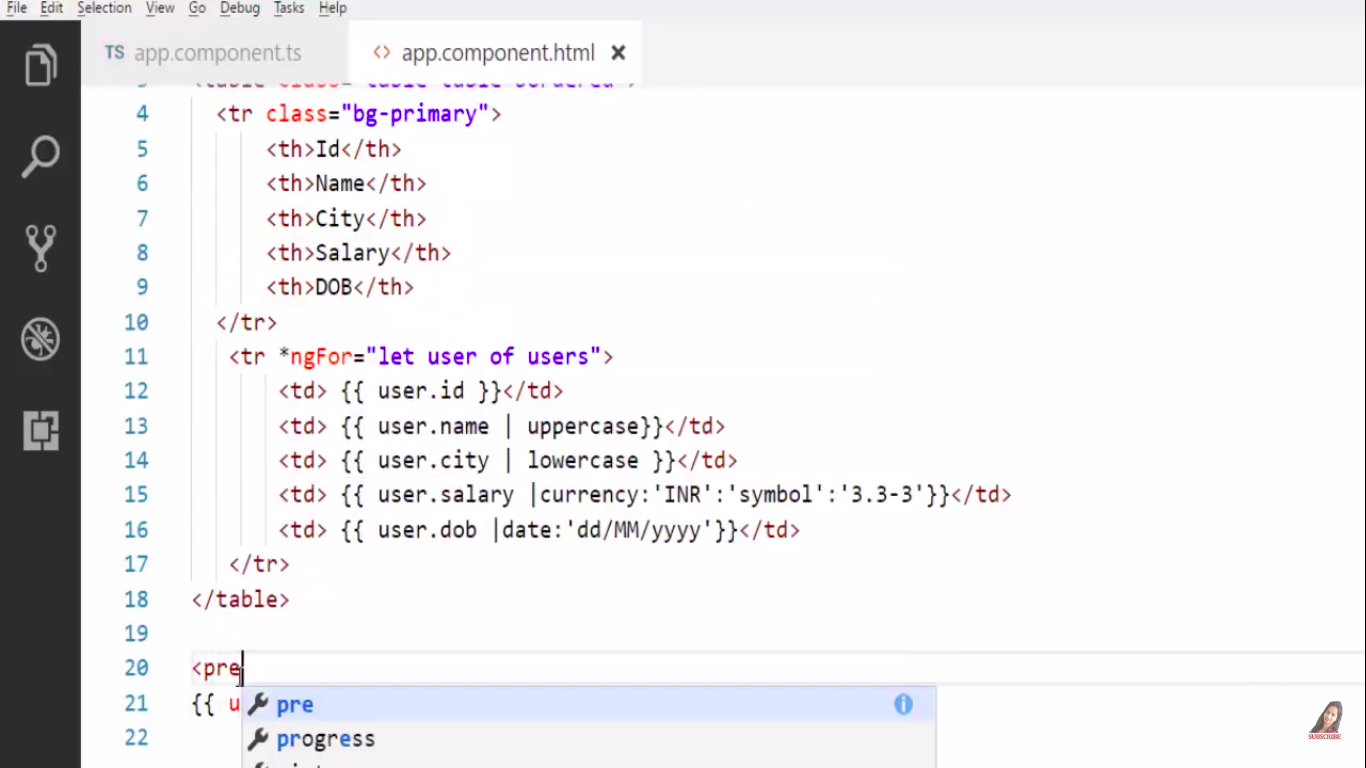 File Edit Selection View Go Debug Tasks Help
TS app.component.ts <> app.component.html ×
4 <tr class="bg-primary">
5 <th>Id</th>
6 <th>Name</th>
7 <th>City</th>
8 <th>Salary</th>
9 <th>DOB</th>
10 </tr>
11 <tr *ngFor="let user of users">
12 <td> {{ user.id }}</td>
13 <td> {{ user.name | uppercase}}</td>
14 <td> {{ user.city | lowercase }}</td>
15 <td> {{ user.salary |currency:'INR':'symbol':'3.3-3'}}</td>
16 <td> {{ user.dob |date:'dd/MM/yyyy'}}</td>
17 </tr>
18 </table>
19
20 <pre
21 {{ u pre
22 progress
SUBSCRIBE